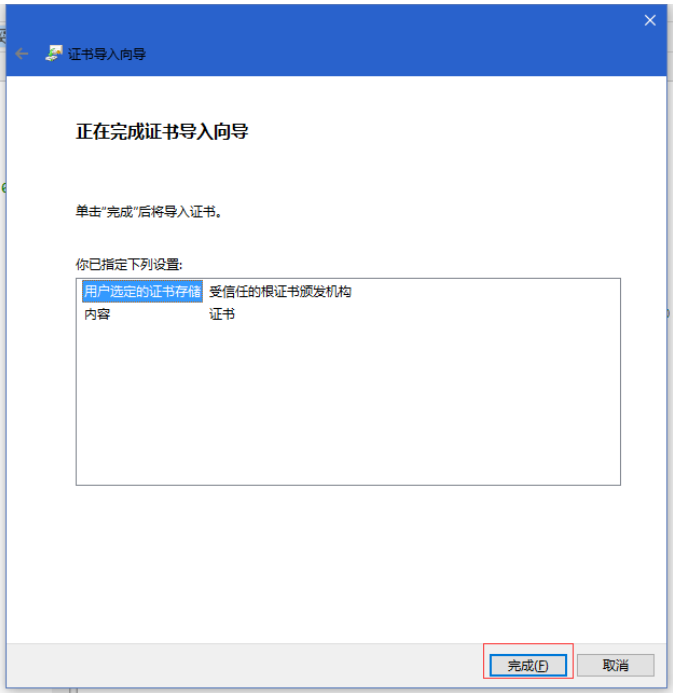 证书导入向导
正在完成证书导入向导
单击"完成"后将导入证书。
你已指定下列设置:
用户选定的证书存储 受信任的根证书颁发机构
内容 证书
完成(F) 取消